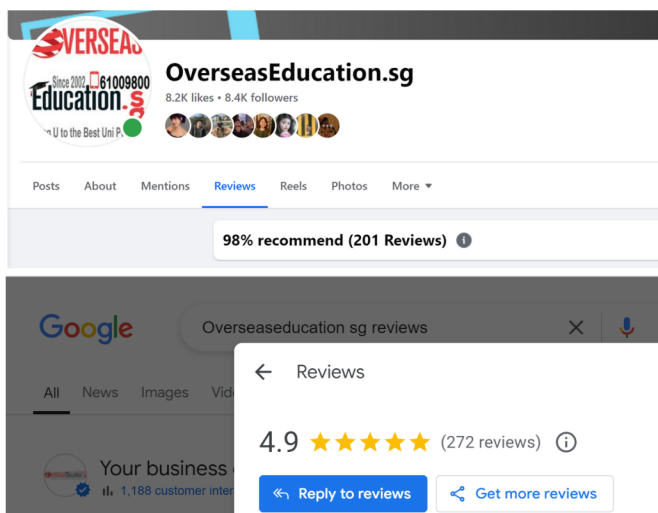 OVERSEAS
Since 2002 61009800
Education.sg
U to the Best Uni P
OverseasEducation.sg
8.2K likes • 8.4K followers
Posts About Mentions Reviews Reels Photos More
98% recommend (201 Reviews)
Google
Overseaseducation sg reviews
All News Images Vid
Reviews
4.9 (272 reviews)
Your business
1,188 customer inter
Reply to reviews
Get more reviews